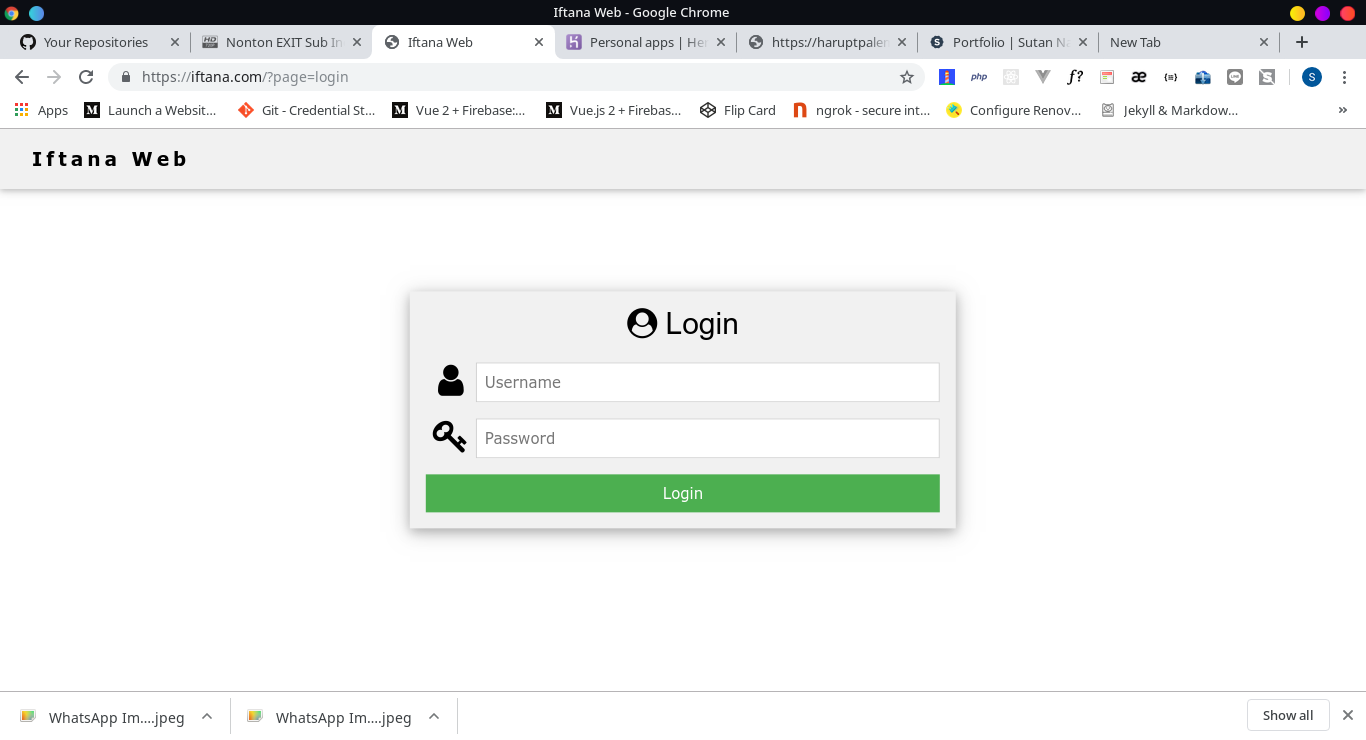 Iftana Web - Google Chrome
Your Repositories
Nonton EXIT Sub In
Iftana Web
Personal apps | Her
https://haruptpalem
Portfolio | Sutan Na
New Tab
https://iftana.com/?page=login
php
f?
æ
{≡}
S
Apps
Launch a Websit...
Git - Credential St...
Vue 2 + Firebase:...
Vue.js 2 + Firebas...
Flip Card
ngrok - secure int...
Configure Renov...
Jekyll & Markdow...
»
Iftana Web
Login
Username
Password
Login
WhatsApp Im....jpeg
WhatsApp Im....jpeg
Show all